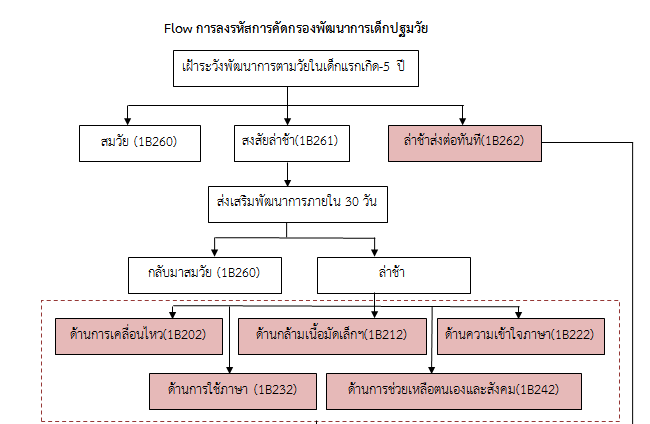 Flow การลงรหัสการคัดกรองพัฒนาการเด็กปฐมวัย
เฝ้าระวังพัฒนาการตามวัยในเด็กแรกเกิด-5 ปี
สมวัย (1B260)
สงสัยล่าช้า(1B261)
ล่าช้าส่งต่อทันที(1B262)
ส่งเสริมพัฒนาการภายใน 30 วัน
กลับมาสมวัย (1B260)
ล่าช้า
ด้านการเคลื่อนไหว(1B202)
ด้านกล้ามเนื้อมัดเล็กฯ(1B212)
ด้านความเข้าใจภาษา(1B222)
ด้านการใช้ภาษา (1B232)
ด้านการช่วยเหลือตนเองและสังคม(1B242)